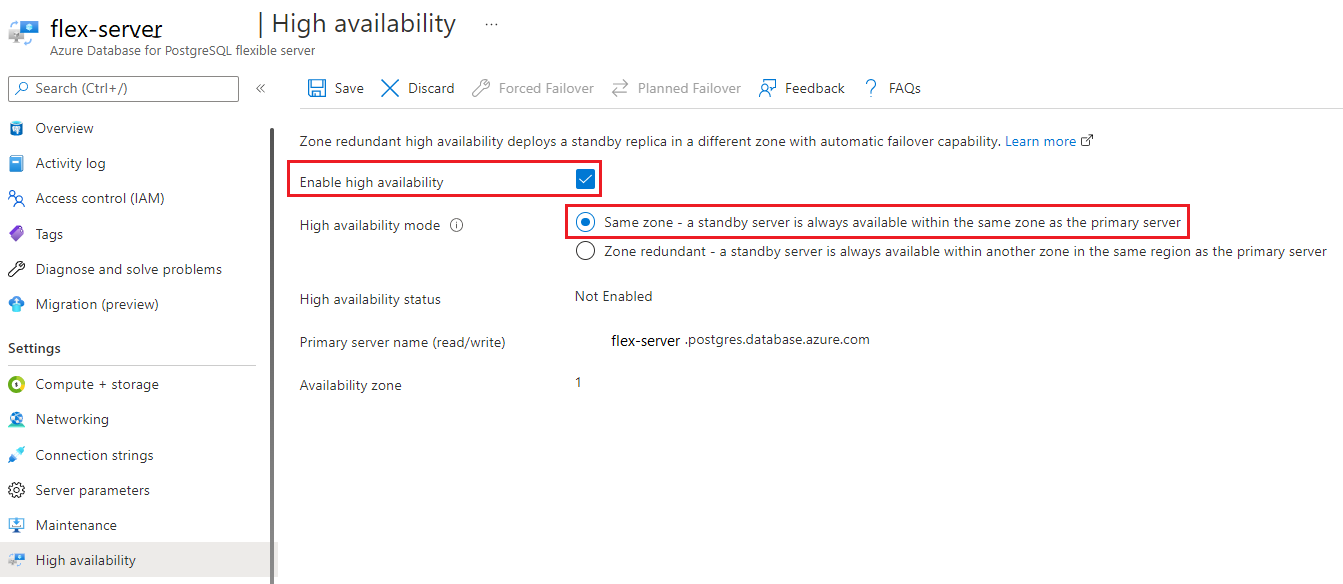 flex-server | High availability ...
Azure Database for PostgreSQL flexible server
Search (Ctrl+/)
«
Overview
Activity log
Access control (IAM)
Tags
Diagnose and solve problems
Migration (preview)
Settings
Compute + storage
Networking
Connection strings
Server parameters
Maintenance
High availability
Save Discard Forced Failover Planned Failover Feedback FAQs
Zone redundant high availability deploys a standby replica in a different zone with automatic failover capability. Learn more
Enable high availability
High availability mode
Same zone - a standby server is always available within the same zone as the primary server
Zone redundant - a standby server is always available within another zone in the same region as the primary server
High availability status Not Enabled
Primary server name (read/write) flex-server .postgres.database.azure.com
Availability zone 1